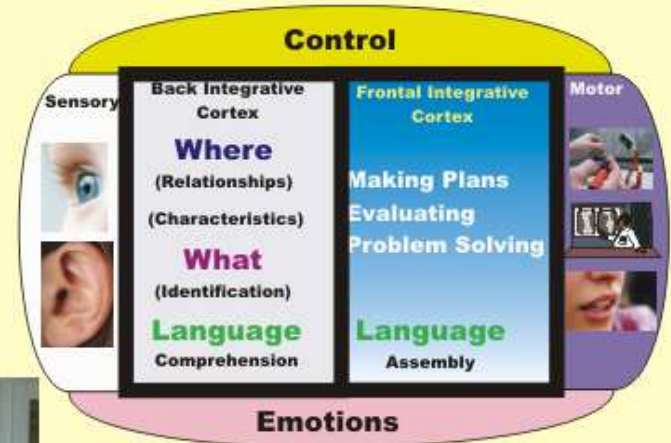 Control
Sensory
Back Integrative
Cortex
Where
(Relationships)
(Characteristics)
What
(Identification)
Language
Comprehension
Frontal Integrative
Cortex
Making Plans
Evaluating
Problem Solving
Language
Assembly
Motor
Emotions